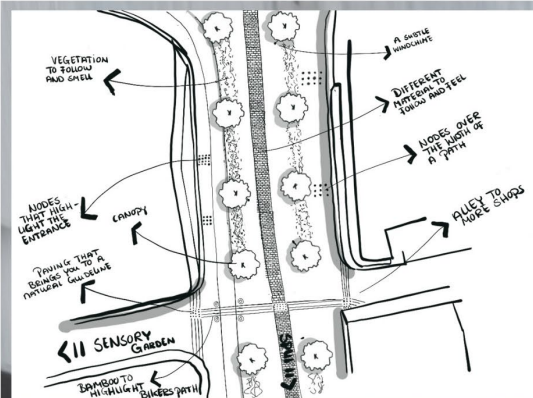 VEGETATION
TO FOLLOW
AND SMELL
A SUBTLE
WINDCHIME
DIFFERENT
MATERIAL TO
FOLLOW AND FEEL
NODES OVER
THE WIDTH OF
A PATH
NODES
THAT HIGH-
LIGHT THE
ENTRANCE
CANOPY
ALLEY TO
MORE SHOPS
PAVING THAT
BRINGS YOU TO A
NATURAL GUIDELINE
SENSORY
GARDEN
BAMBOO TO
HIGHLIGHT
BIKERS PATH